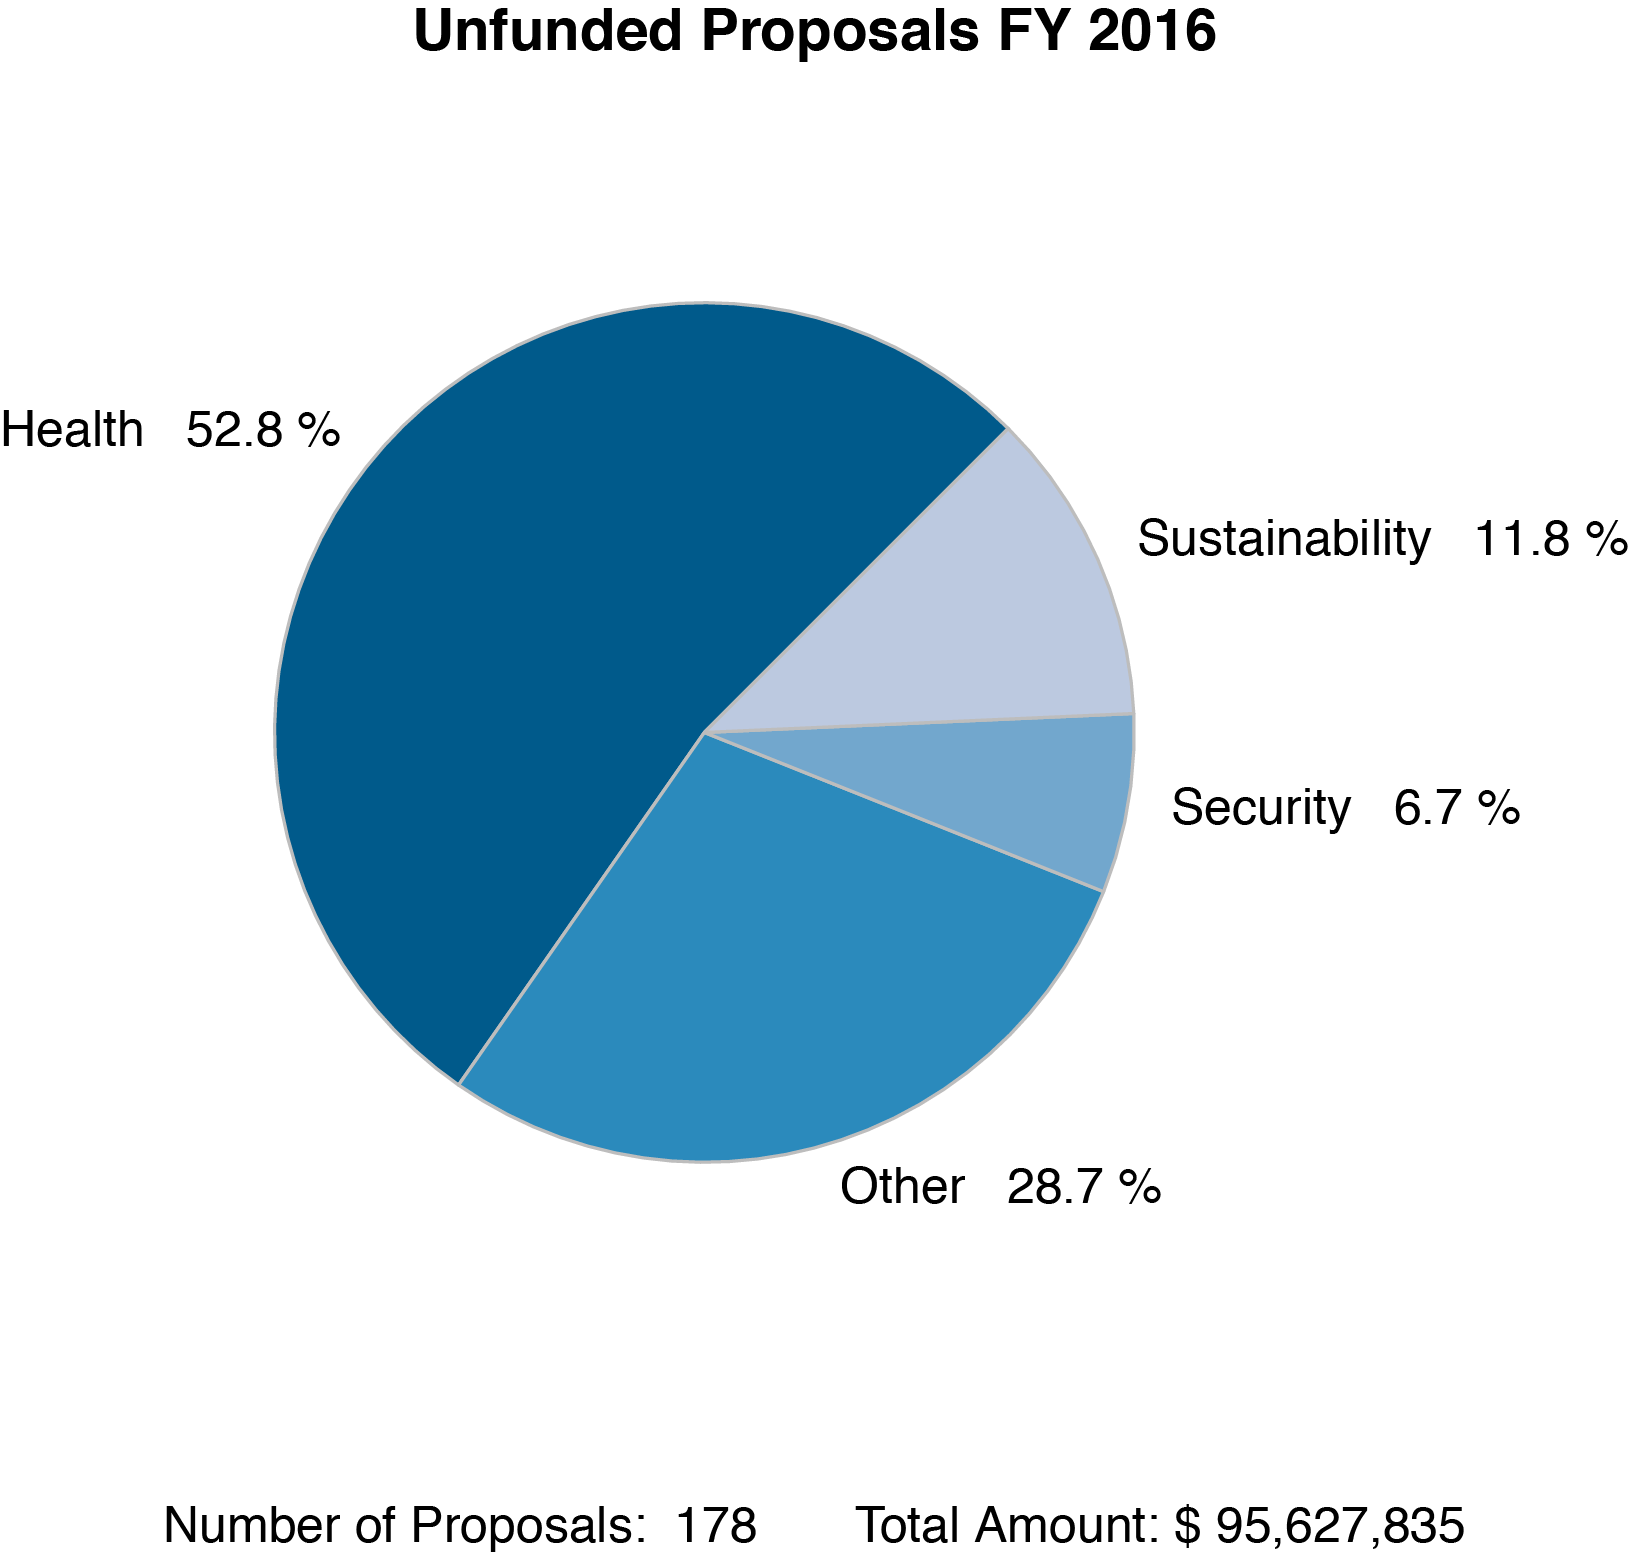 Unfunded Proposals FY 2016
Health 52.8 %
Sustainability 11.8 %
Security 6.7 %
Other 28.7 %
Number of Proposals: 178 Total Amount: $ 95,627,835